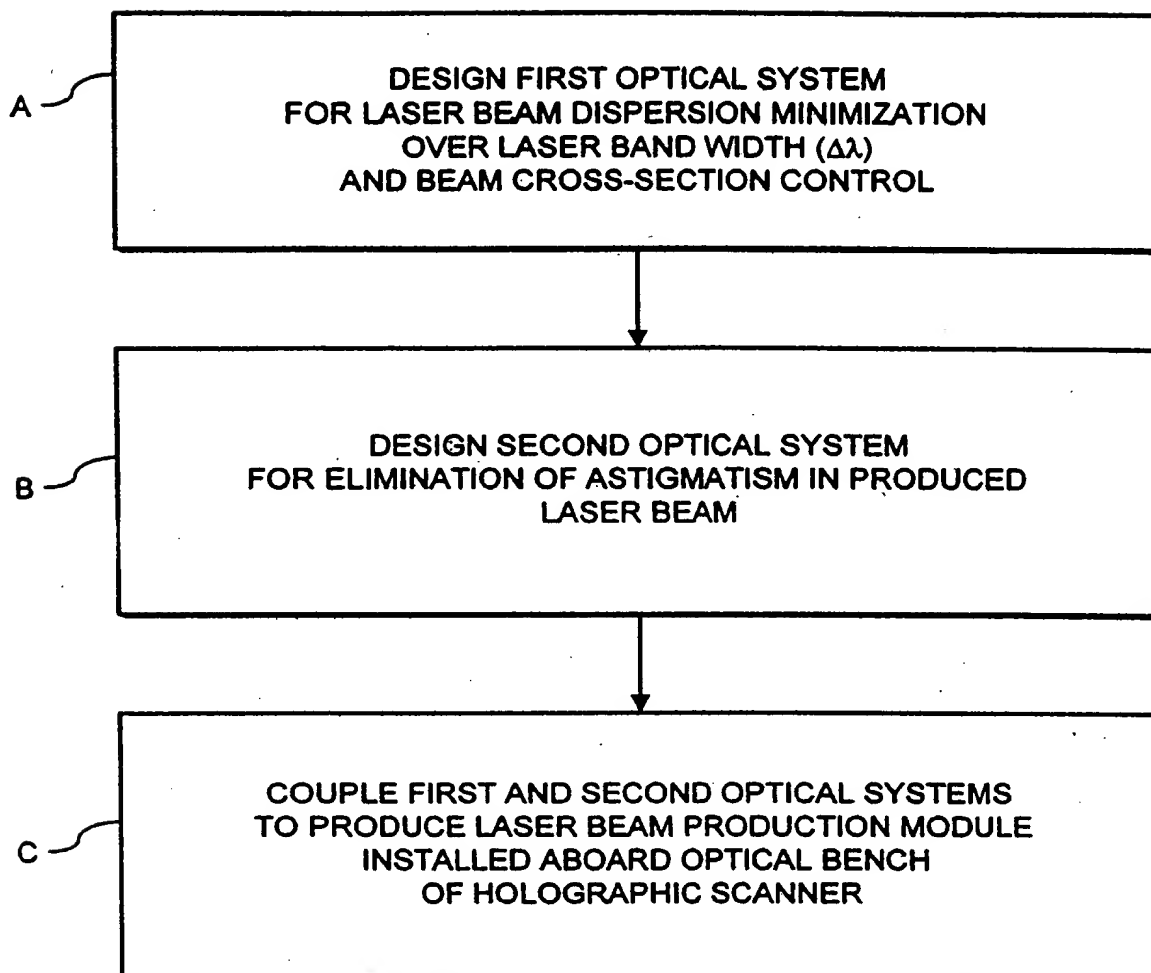 A
DESIGN FIRST OPTICAL SYSTEM
FOR LASER BEAM DISPERSION MINIMIZATION
OVER LASER BAND WIDTH (Δλ)
AND BEAM CROSS-SECTION CONTROL
B
DESIGN SECOND OPTICAL SYSTEM
FOR ELIMINATION OF ASTIGMATISM IN PRODUCED
LASER BEAM
C
COUPLE FIRST AND SECOND OPTICAL SYSTEMS
TO PRODUCE LASER BEAM PRODUCTION MODULE
INSTALLED ABOARD OPTICAL BENCH
OF HOLOGRAPHIC SCANNER